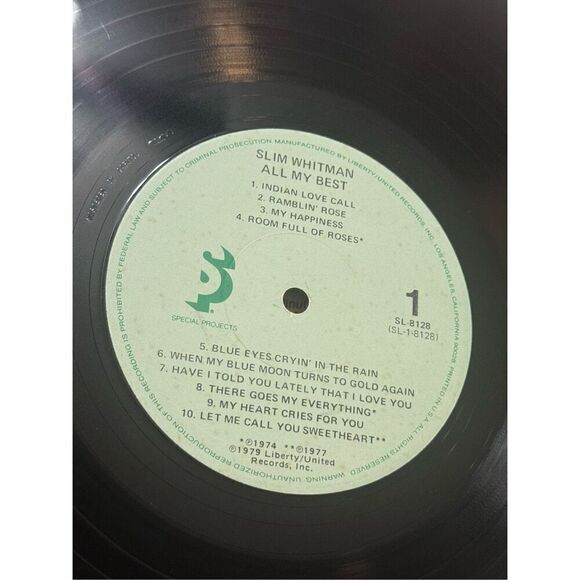 SLIM WHITMAN
ALL MY BEST
1. INDIAN LOVE CALL
2. RAMBLIN' ROSE
3. MY HAPPINESS
4. ROOM FULL OF ROSES*
SPECIAL PROJECTS
1
SL-8128
(SL-1-8128)
5. BLUE EYES CRYIN' IN THE RAIN
6. WHEN MY BLUE MOON TURNS TO GOLD AGAIN
7. HAVE I TOLD YOU LATELY THAT I LOVE YOU
8. THERE GOES MY EVERYTHING*
9. MY HEART CRIES FOR YOU
10. LET ME CALL YOU SWEETHEART**
*℗1974 **℗1977
℗1979 Liberty/United
Records, Inc.
MANUFACTURED BY LIBERTY/UNITED RECORDS, INC. LOS ANGELES, CALIFORNIA 90028 PRINTED IN U.S.A. ALL RIGHTS RESERVED. WARNING: UNAUTHORIZED REPRODUCTION OF THIS RECORDING IS PROHIBITED BY FEDERAL LAW AND SUBJECT TO CRIMINAL PROSECUTION.